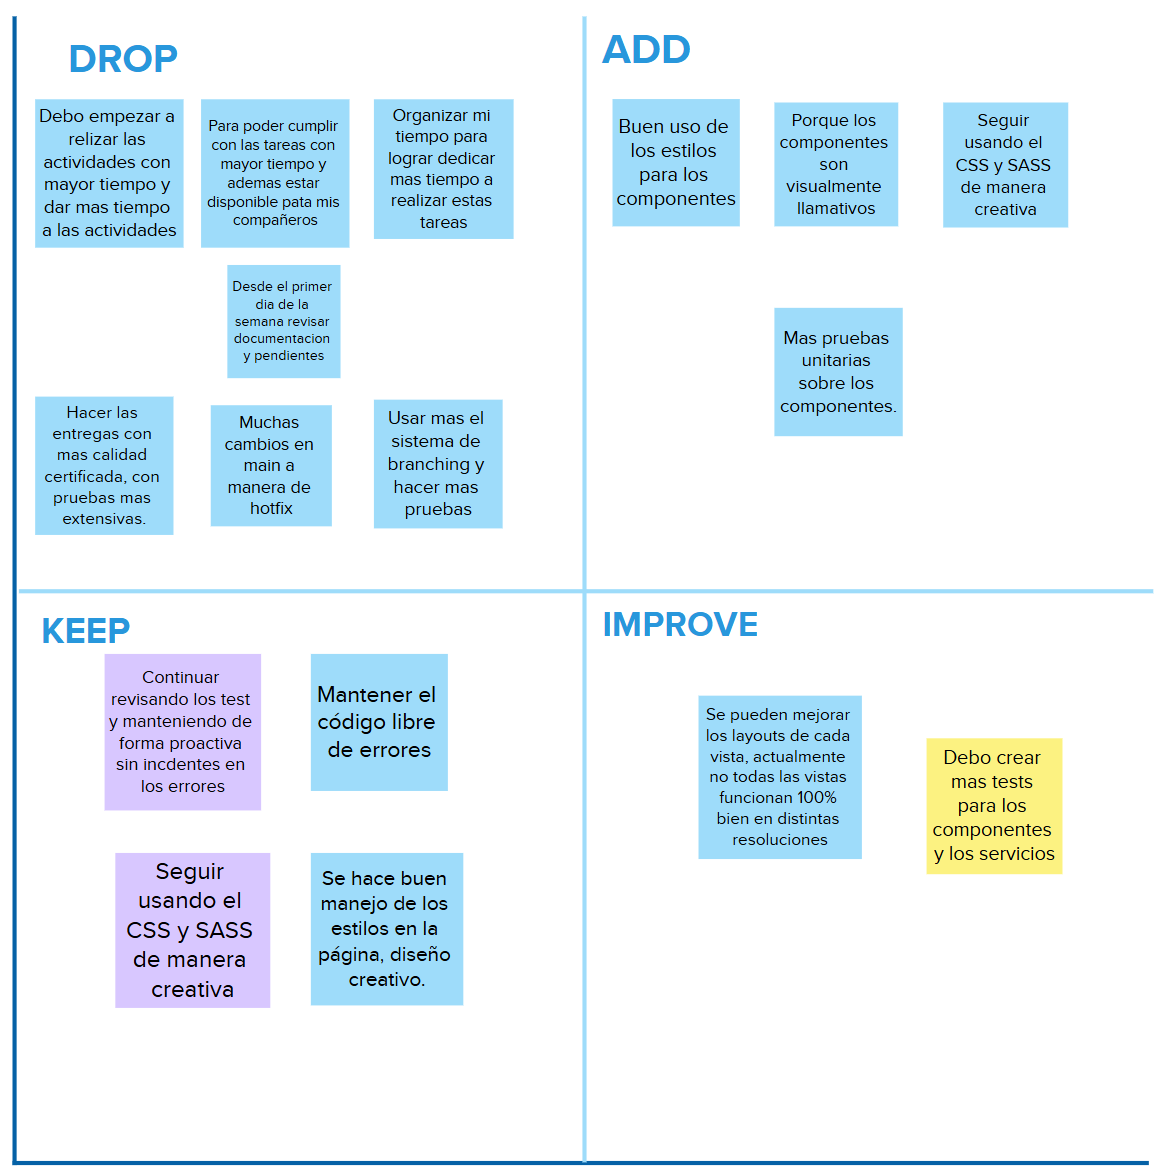 DROP
Debo empezar a
relizar las
actividades con
mayor tiempo y
dar mas tiempo
a las actividades
Para poder cumplir
con las tareas con
mayor tiempo y
ademas estar
disponible pata mis
compañeros
Organizar mi
tiempo para
lograr dedicar
mas tiempo a
realizar estas
tareas
Desde el primer
dia de la
semana revisar
documentacion
y pendientes
Hacer las
entregas con
mas calidad
certificada, con
pruebas mas
extensivas.
Muchas
cambios en
main a
manera de
hotfix
Usar mas el
sistema de
branching y
hacer mas
pruebas
ADD
Buen uso de
los estilos
para los
componentes
Porque los
componentes
son
visualmente
llamativos
Seguir
usando el
CSS y SASS
de manera
creativa
Mas pruebas
unitarias
sobre los
componentes.
KEEP
Continuar
revisando los test
y manteniendo de
forma proactiva
sin incdentes en
los errores
Mantener el
código libre
de errores
Seguir
usando el
CSS y SASS
de manera
creativa
Se hace buen
manejo de los
estilos en la
página, diseño
creativo.
IMPROVE
Se pueden mejorar
los layouts de cada
vista, actualmente
no todas las vistas
funcionan 100%
bien en distintas
resoluciones
Debo crear
mas tests
para los
componentes
y los servicios